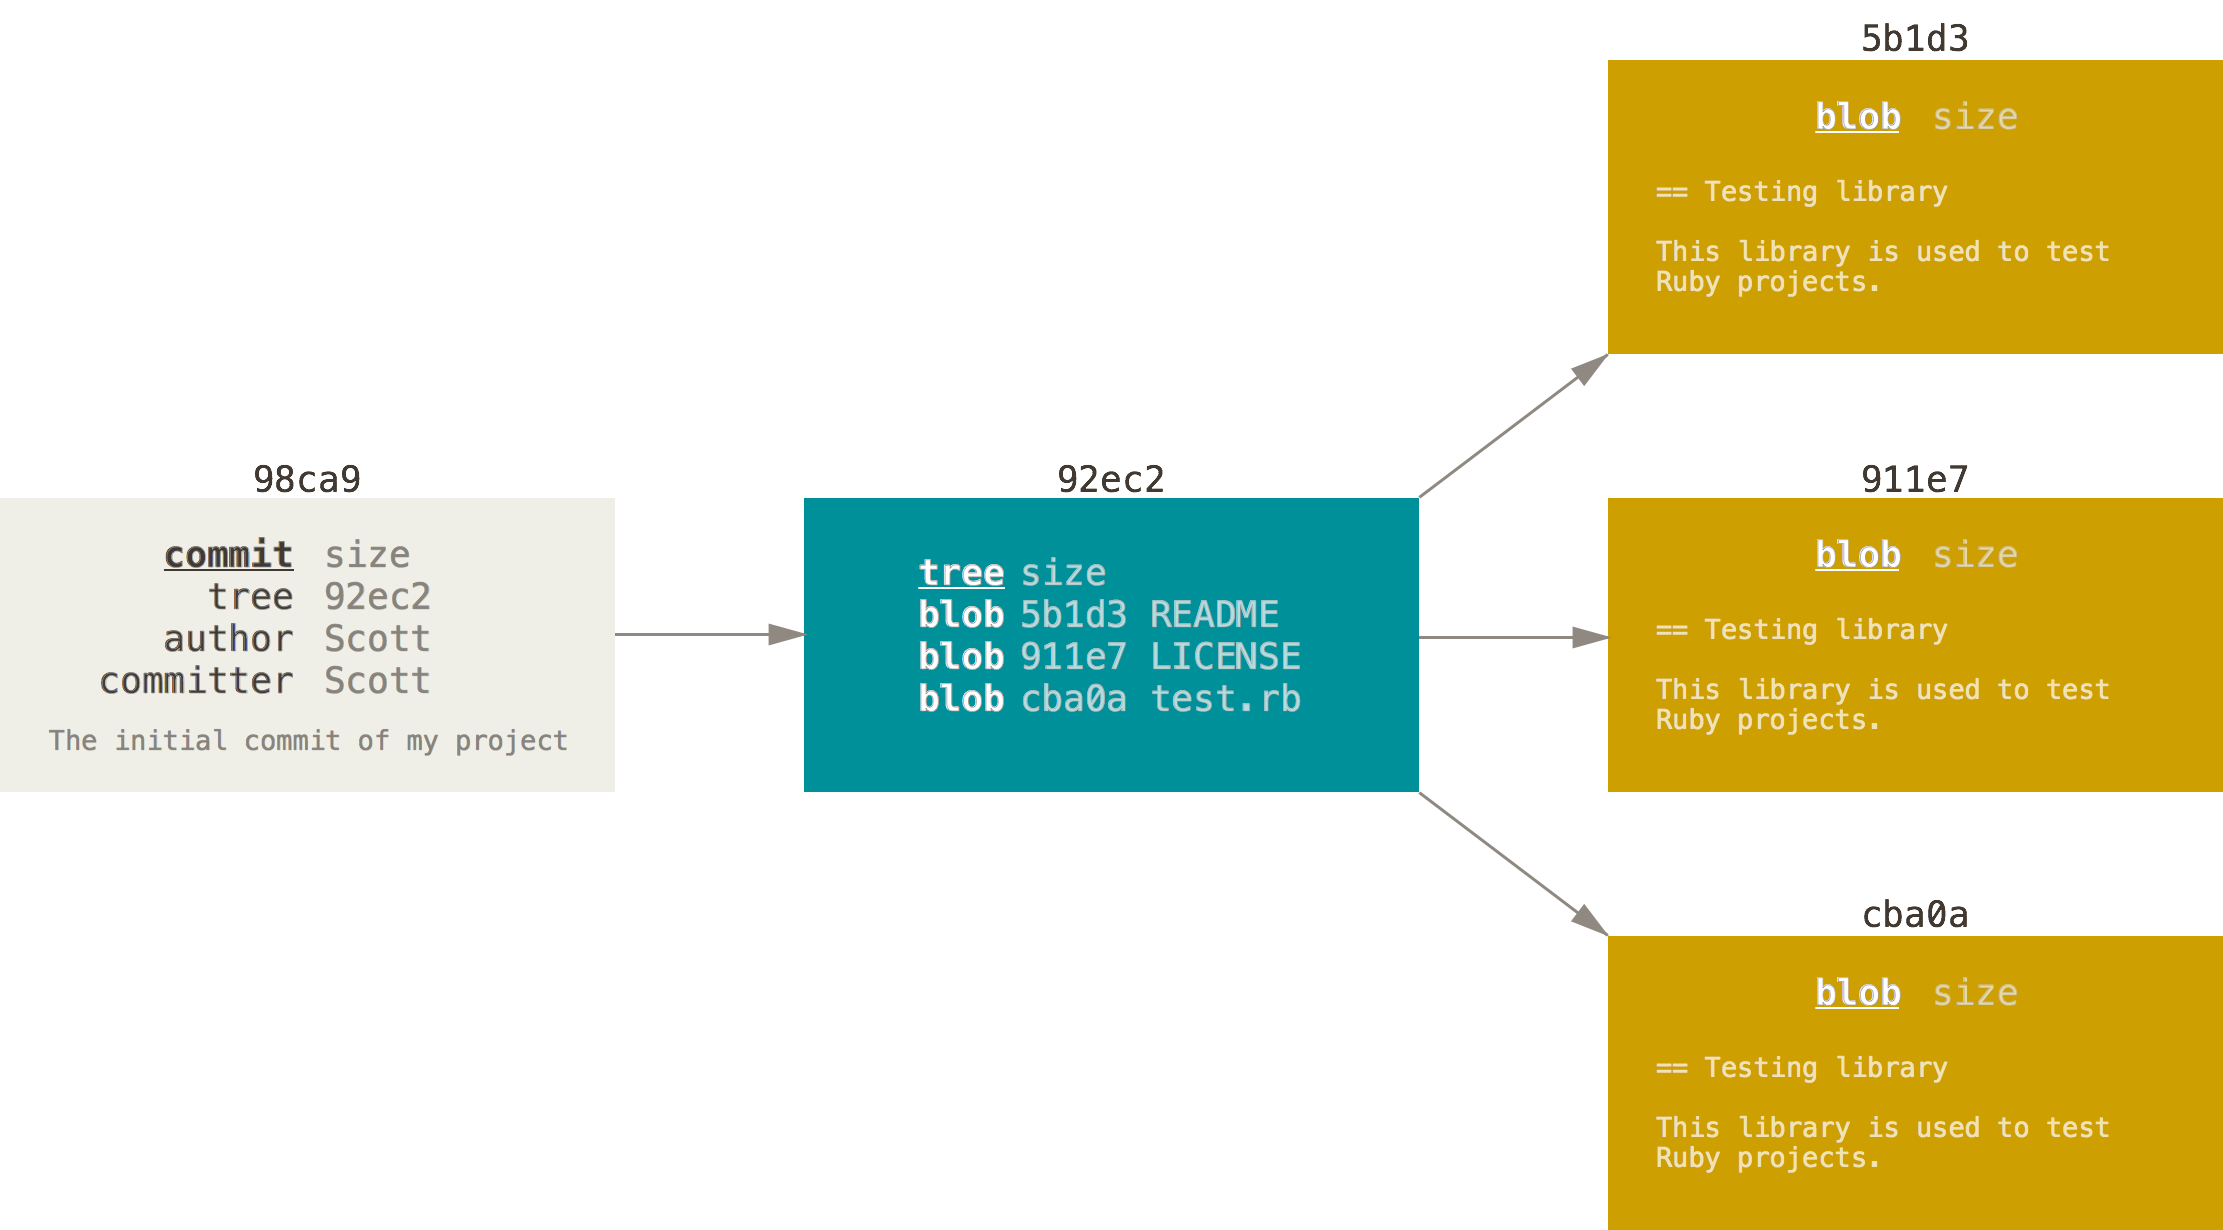 98ca9
commit size
tree 92ec2
author Scott
committer Scott
The initial commit of my project
92ec2
tree size
blob 5b1d3 README
blob 911e7 LICENSE
blob cba0a test.rb
5b1d3
blob size
== Testing library
This library is used to test
Ruby projects.
911e7
blob size
== Testing library
This library is used to test
Ruby projects.
cba0a
blob size
== Testing library
This library is used to test
Ruby projects.